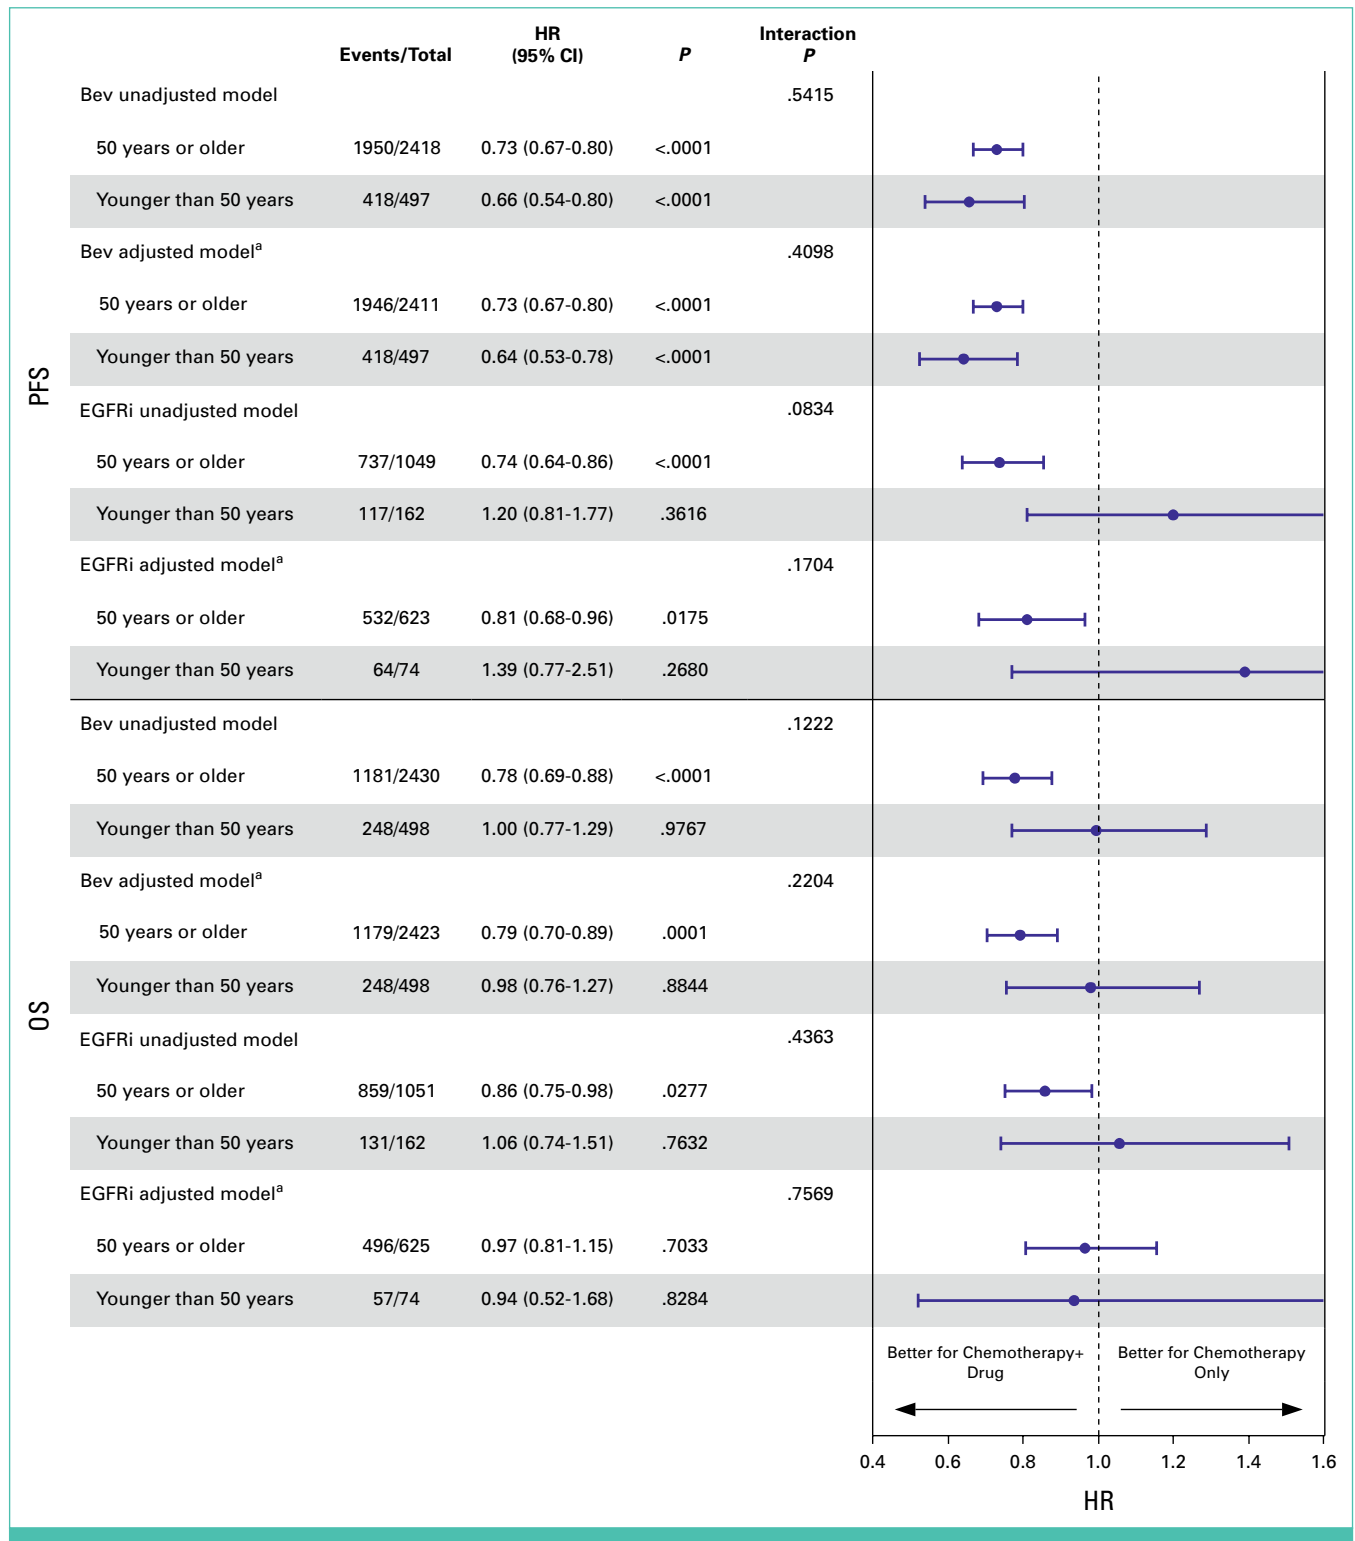 Events/Total HR (95% CI) P Interaction P
PFS
Bev unadjusted model .5415
50 years or older 1950/2418 0.73 (0.67-0.80) <.0001
Younger than 50 years 418/497 0.66 (0.54-0.80) <.0001
Bev adjusted modelᵃ .4098
50 years or older 1946/2411 0.73 (0.67-0.80) <.0001
Younger than 50 years 418/497 0.64 (0.53-0.78) <.0001
EGFRi unadjusted model .0834
50 years or older 737/1049 0.74 (0.64-0.86) <.0001
Younger than 50 years 117/162 1.20 (0.81-1.77) .3616
EGFRi adjusted modelᵃ .1704
50 years or older 532/623 0.81 (0.68-0.96) .0175
Younger than 50 years 64/74 1.39 (0.77-2.51) .2680
OS
Bev unadjusted model .1222
50 years or older 1181/2430 0.78 (0.69-0.88) <.0001
Younger than 50 years 248/498 1.00 (0.77-1.29) .9767
Bev adjusted modelᵃ .2204
50 years or older 1179/2423 0.79 (0.70-0.89) .0001
Younger than 50 years 248/498 0.98 (0.76-1.27) .8844
EGFRi unadjusted model .4363
50 years or older 859/1051 0.86 (0.75-0.98) .0277
Younger than 50 years 131/162 1.06 (0.74-1.51) .7632
EGFRi adjusted modelᵃ .7569
50 years or older 496/625 0.97 (0.81-1.15) .7033
Younger than 50 years 57/74 0.94 (0.52-1.68) .8284
Better for Chemotherapy+
Drug
Better for Chemotherapy
Only
0.4 0.6 0.8 1.0 1.2 1.4 1.6
HR